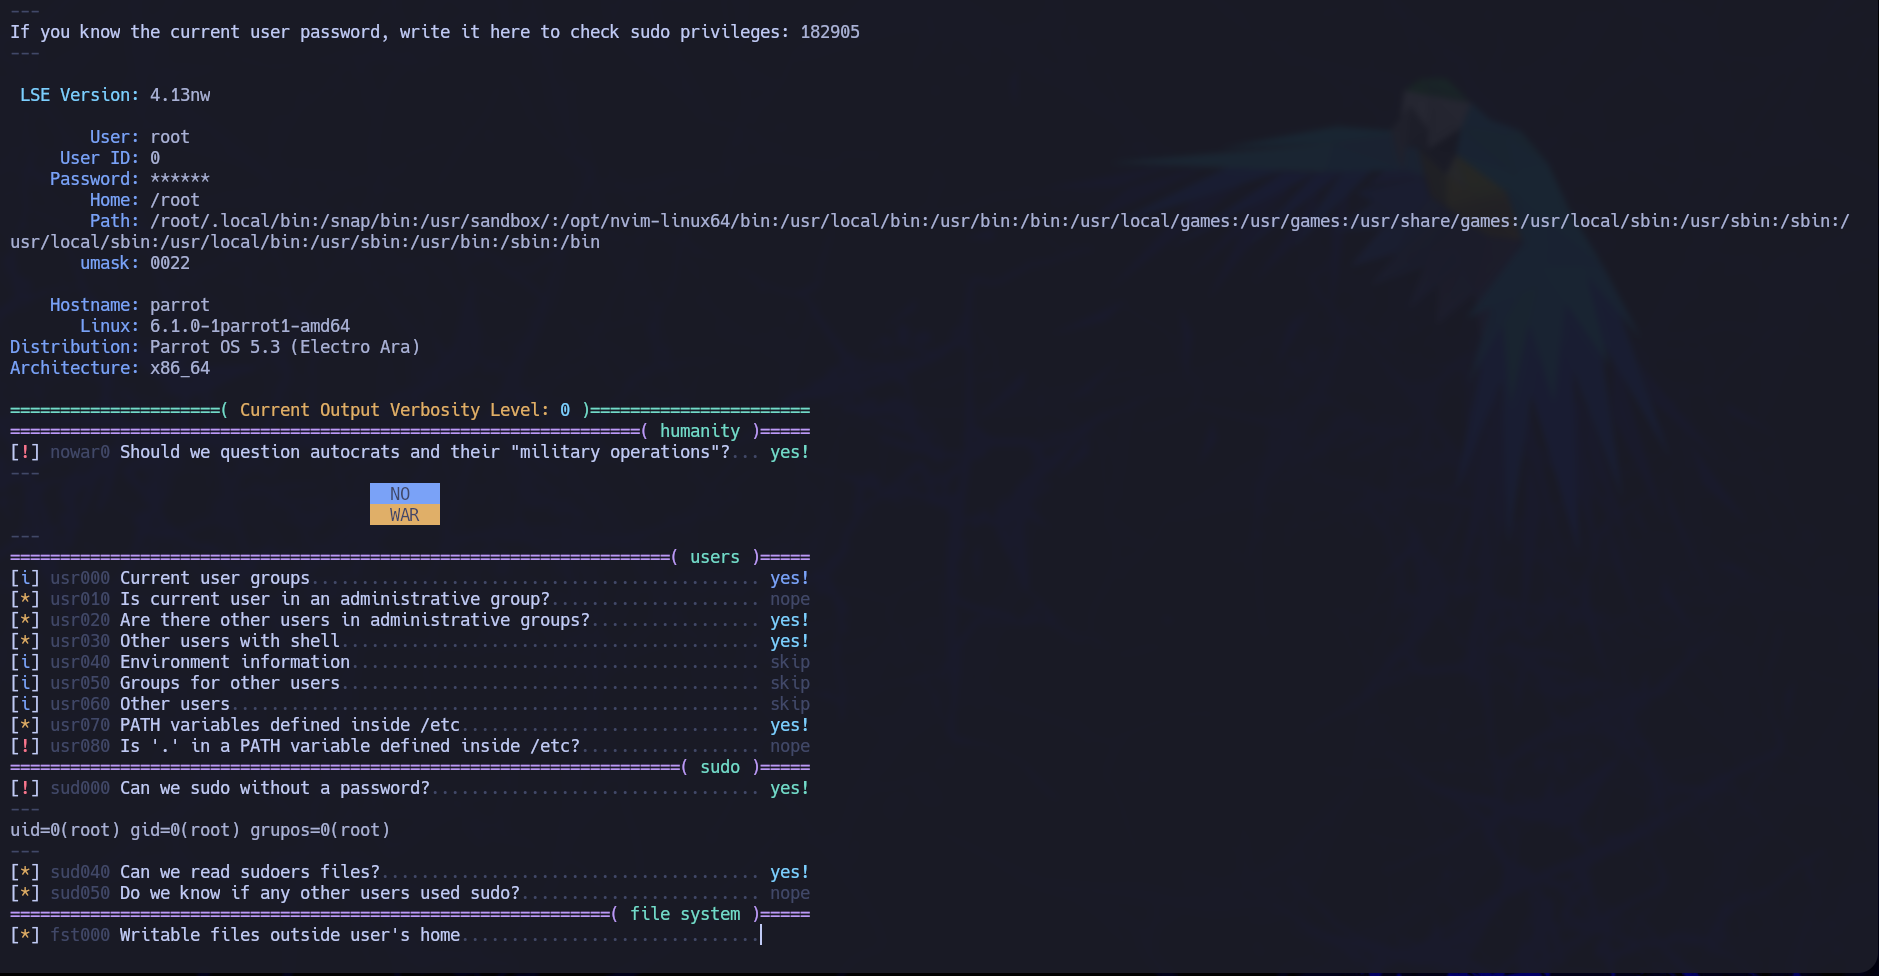 ---
If you know the current user password, write it here to check sudo privileges: 182905
---
LSE Version: 4.13nw
User: root
User ID: 0
Password: ******
Home: /root
Path: /root/.local/bin:/snap/bin:/usr/sandbox/:/opt/nvim-linux64/bin:/usr/local/bin:/usr/bin:/bin:/usr/local/games:/usr/games:/usr/share/games:/usr/local/sbin:/usr/sbin:/sbin:/
usr/local/sbin:/usr/local/bin:/usr/sbin:/usr/bin:/sbin:/bin
umask: 0022
Hostname: parrot
Linux: 6.1.0-1parrot1-amd64
Distribution: Parrot OS 5.3 (Electro Ara)
Architecture: x86_64
=====================( Current Output Verbosity Level: 0 )======================
===============================================================( humanity )=====
[!] nowar0 Should we question autocrats and their "military operations"?... yes!
---
NO
WAR
---
==================================================================( users )=====
[i] usr000 Current user groups............................................. yes!
[*] usr010 Is current user in an administrative group?..................... nope
[*] usr020 Are there other users in administrative groups?................. yes!
[*] usr030 Other users with shell.......................................... yes!
[i] usr040 Environment information......................................... skip
[i] usr050 Groups for other users.......................................... skip
[i] usr060 Other users..................................................... skip
[*] usr070 PATH variables defined inside /etc.............................. yes!
[!] usr080 Is '.' in a PATH variable defined inside /etc?.................. nope
===================================================================( sudo )=====
[!] sud000 Can we sudo without a password?................................. yes!
---
uid=0(root) gid=0(root) grupos=0(root)
---
[*] sud040 Can we read sudoers files?...................................... yes!
[*] sud050 Do we know if any other users used sudo?........................ nope
============================================================( file system )=====
[*] fst000 Writable files outside user's home..............................